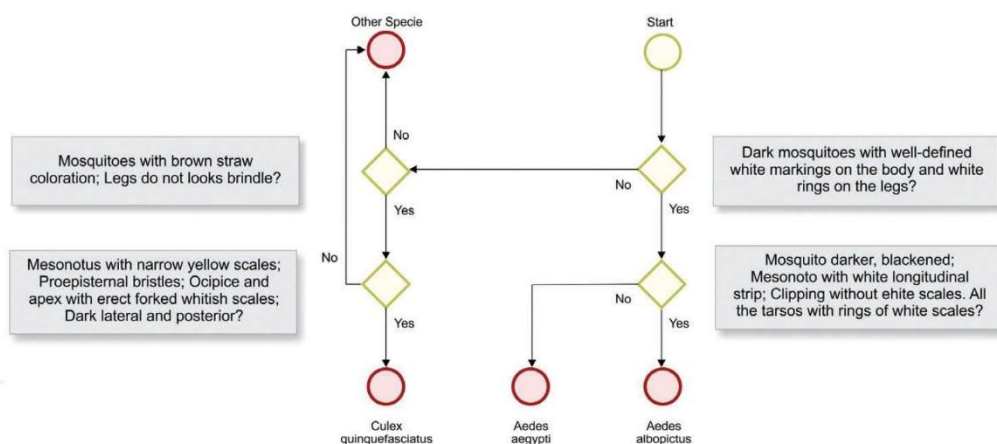 Other Specie
Start
No
Mosquitoes with brown straw
coloration; Legs do not looks brindle?
Dark mosquitoes with well-defined
white markings on the body and white
rings on the legs?
No
Yes
Yes
Mesonotus with narrow yellow scales;
Proepisternal bristles; Ocipice and
apex with erect forked whitish scales;
Dark lateral and posterior?
No
Mosquito darker, blackened;
Mesonoto with white longitudinal
strip; Clipping without ehite scales. All
the tarsos with rings of white scales?
No
Yes
Yes
Culex
quinquefasciatus
Aedes
aegypti
Aedes
albopictus